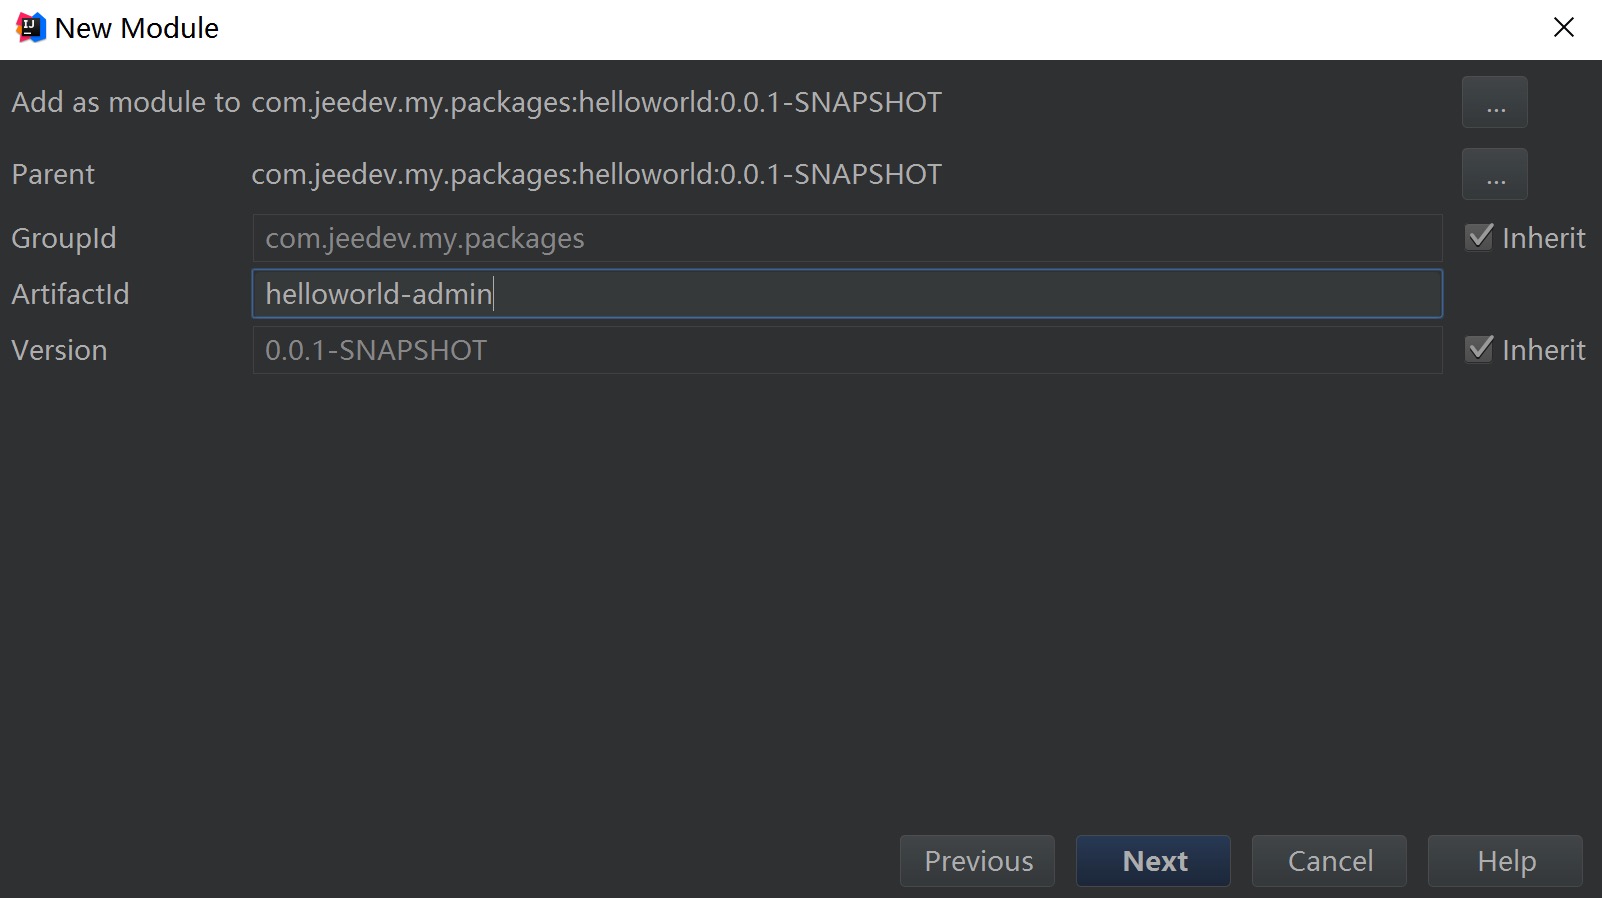 New Module
Add as module to com.jeedev.my.packages:helloworld:0.0.1-SNAPSHOT ...
Parent com.jeedev.my.packages:helloworld:0.0.1-SNAPSHOT ...
GroupId com.jeedev.my.packages Inherit
ArtifactId helloworld-admin
Version 0.0.1-SNAPSHOT Inherit
Previous Next Cancel Help